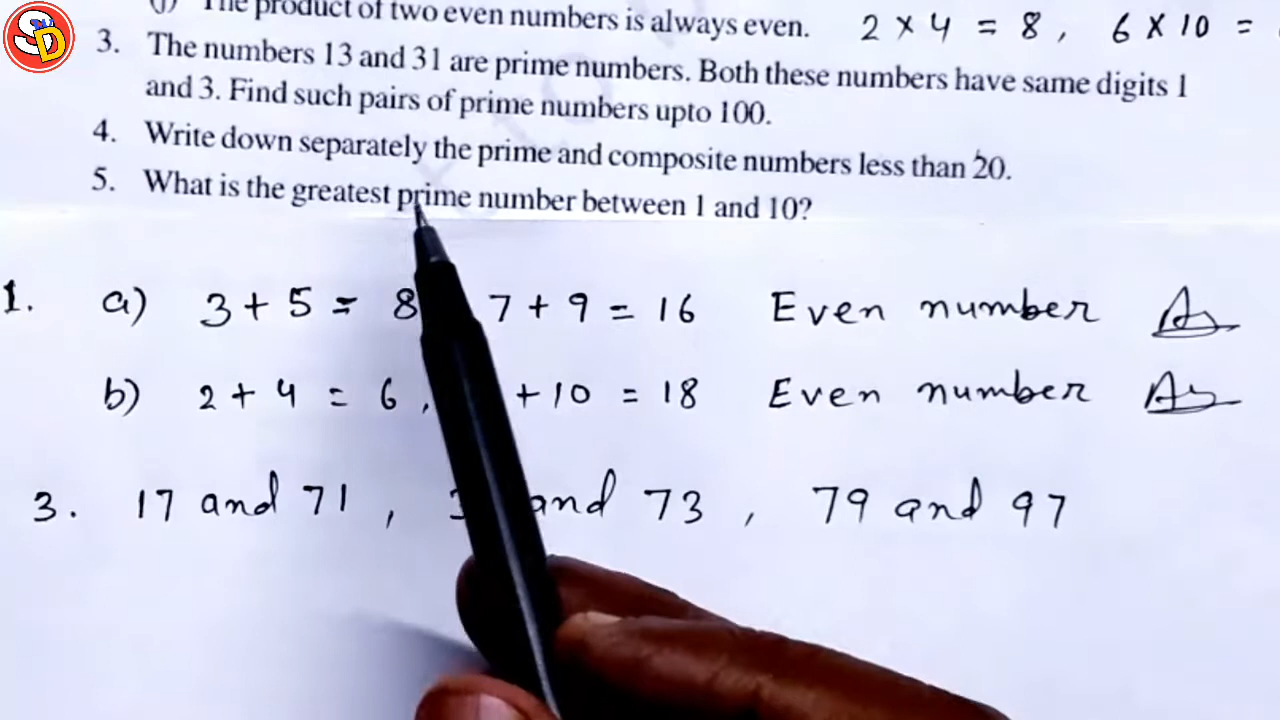 SD
The product of two even numbers is always even. 2 × 4 = 8, 6 × 10 =
3. The numbers 13 and 31 are prime numbers. Both these numbers have same digits 1
and 3. Find such pairs of prime numbers upto 100.
4. Write down separately the prime and composite numbers less than 20.
5. What is the greatest prime number between 1 and 10?
1. a) 3 + 5 = 8 7 + 9 = 16 Even number
b) 2 + 4 = 6, + 10 = 18 Even number
3. 17 and 71, and 73, 79 and 97